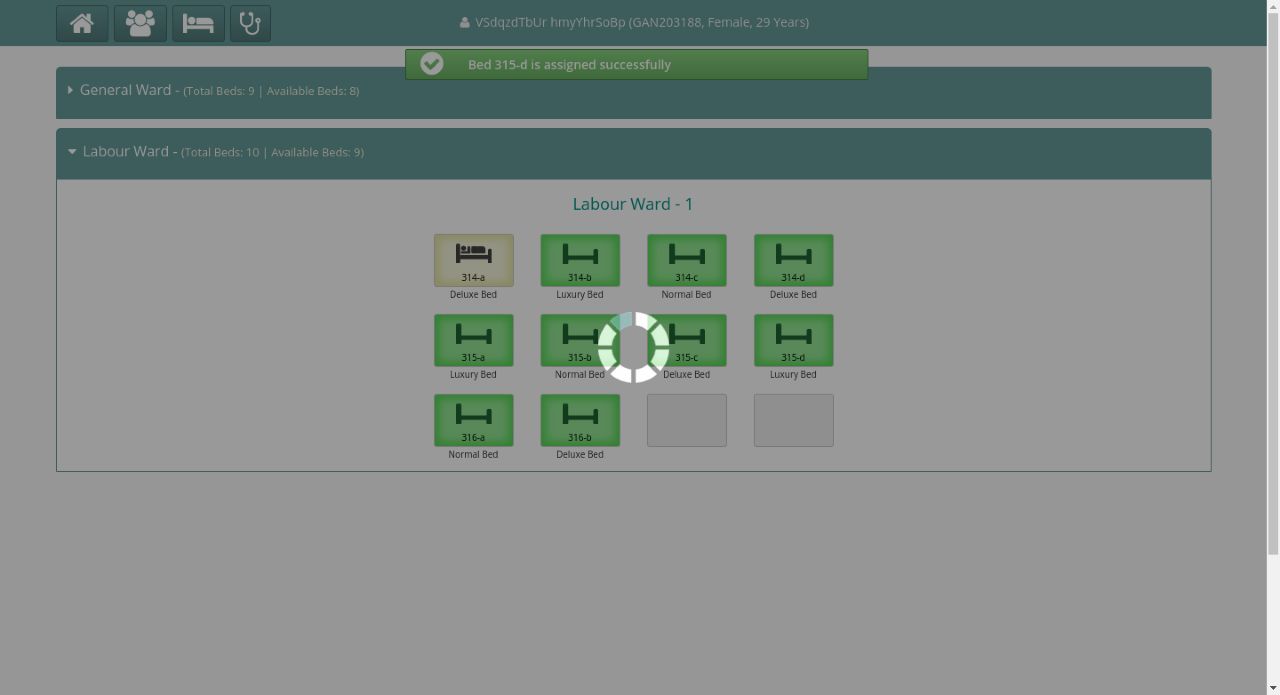 VSdqzdTbUr hmyYhrSoBp (GAN203188, Female, 29 Years)
Bed 315-d is assigned successfully
General Ward - (Total Beds: 9 | Available Beds: 8)
Labour Ward - (Total Beds: 10 | Available Beds: 9)
Labour Ward - 1
314-a 314-b 314-c 314-d
Deluxe Bed Luxury Bed Normal Bed Deluxe Bed
315-a 315-b 315-c 315-d
Luxury Bed Normal Bed Deluxe Bed Luxury Bed
316-a 316-b
Normal Bed Deluxe Bed